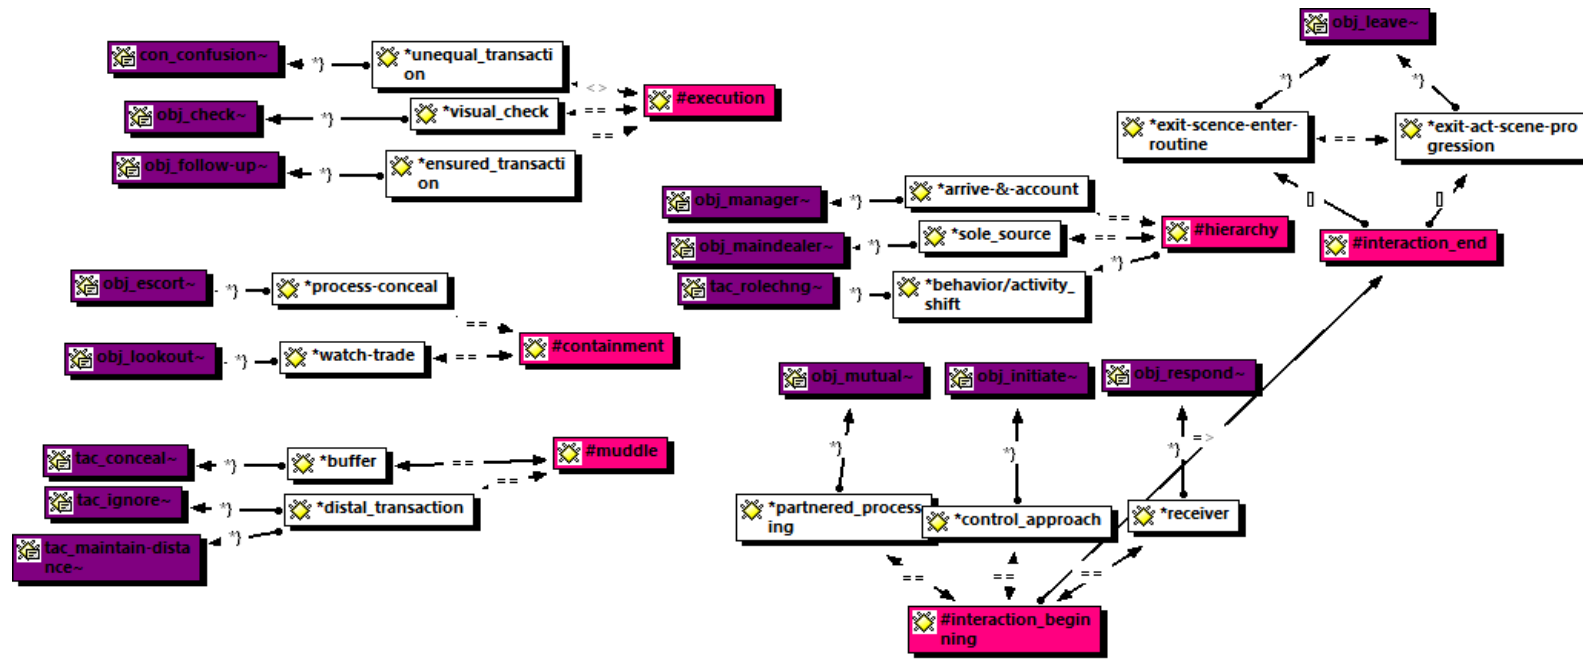 obj_leave~
con_confusion~
*}
*unequal_transacti
on
<>
#execution
obj_check~
*}
*visual_check
==
==
obj_follow-up~
*}
*ensured_transacti
on
*}
*}
*exit-scence-enter-
routine
==
*exit-act-scene-pro
gression
[]
[]
#interaction_end
obj_manager~
*}
*arrive-&-account
==
#hierarchy
obj_maindealer~
*}
*sole_source
==
tac_rolechng~
*}
*behavior/activity_
shift
*}
obj_escort~
*}
*process-conceal
==
#containment
obj_lookout~
*}
*watch-trade
==
obj_mutual~
obj_initiate~
obj_respond~
*}
*}
*}
=>
tac_conceal~
*}
*buffer
==
#muddle
tac_ignore~
*}
*distal_transaction
==
tac_maintain-dista
nce~
*}
*partnered_process
ing
*control_approach
*receiver
==
==
==
#interaction_begin
ning